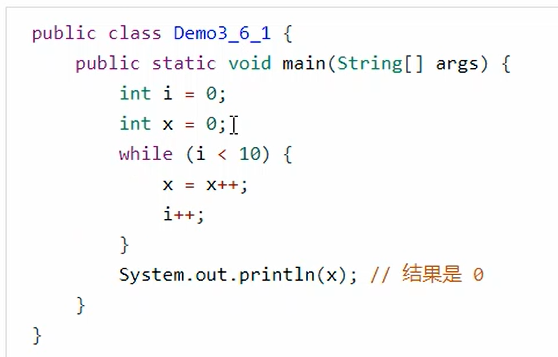 public class Demo3_6_1 {
    public static void main(String[] args) {
        int i = 0;
        int x = 0;
        while (i < 10) {
            x = x++;
            i++;
        }
        System.out.println(x); // 结果是 0
    }
}